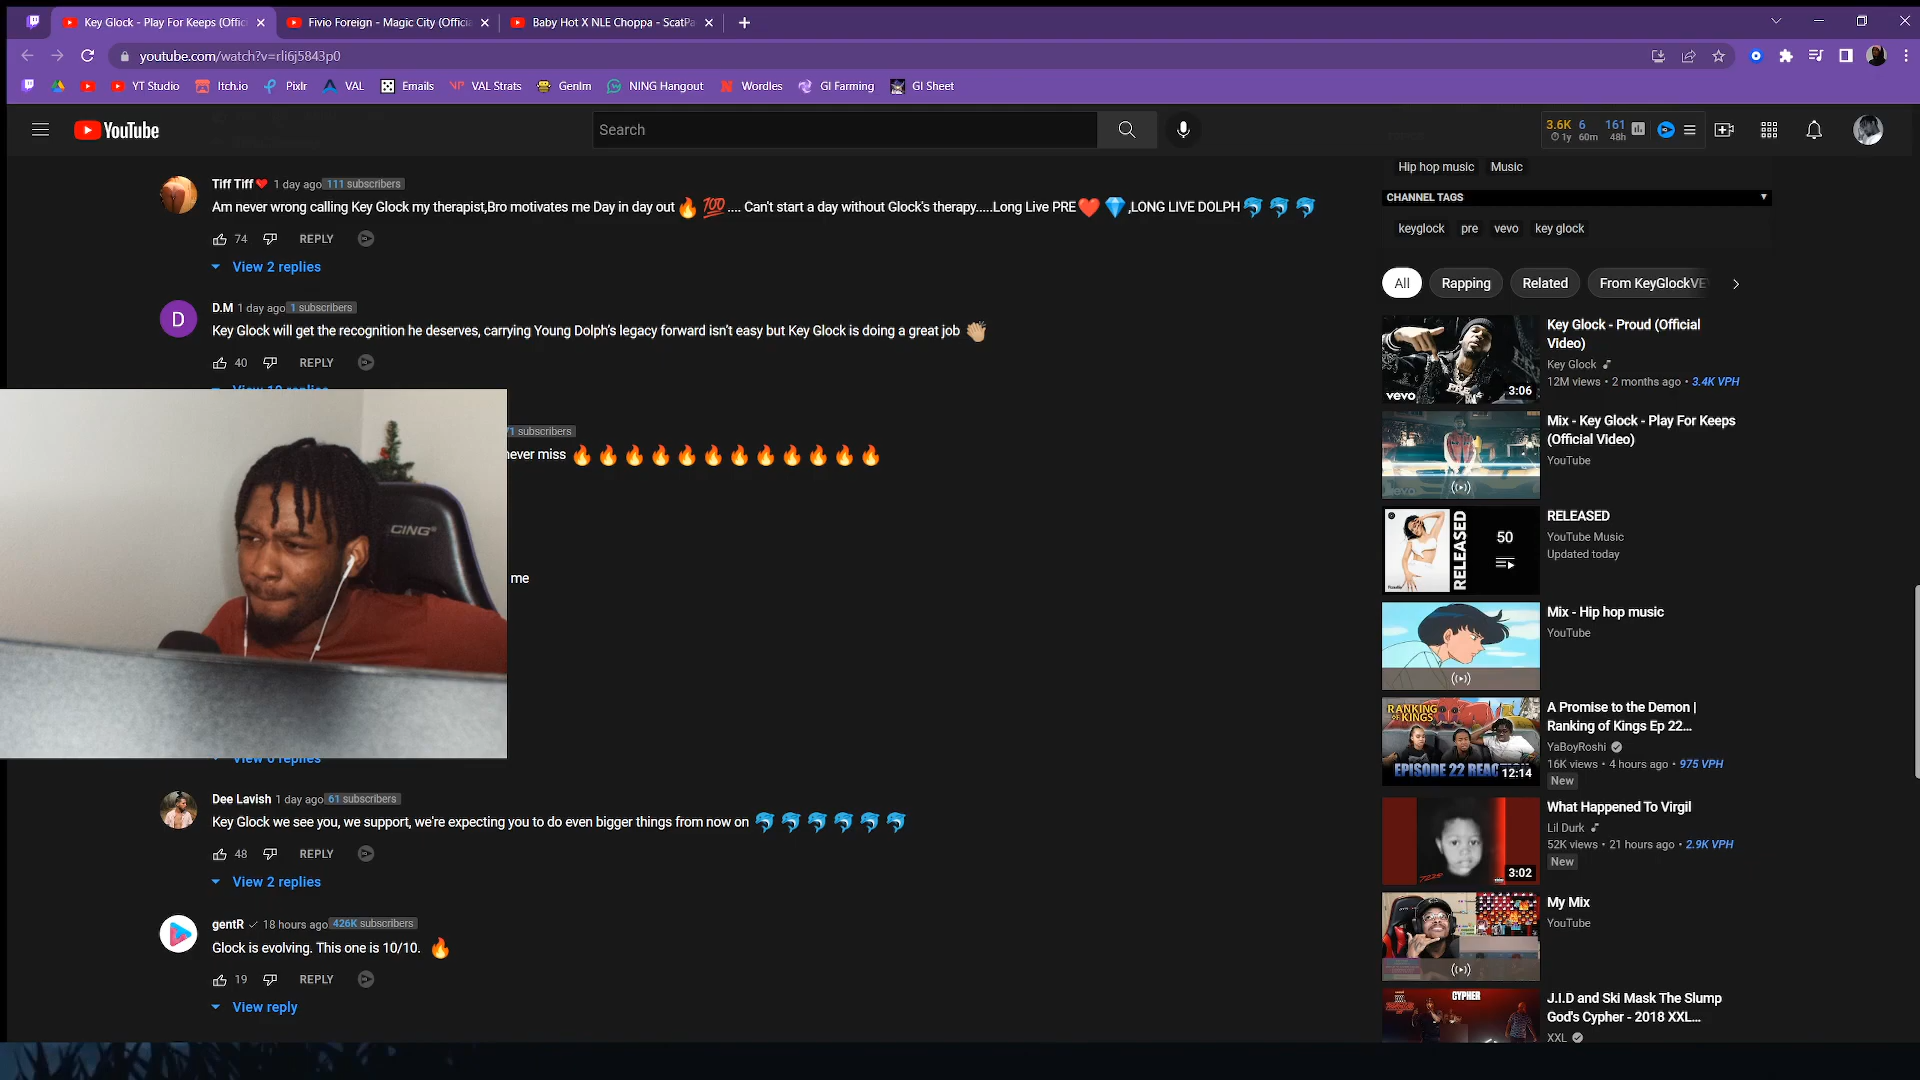 Key Glock - Play For Keeps (Offic
Fivio Foreign - Magic City (Officia
Baby Hot X NLE Choppa - ScatPa
youtube.com/watch?v=rli6j5843p0
YT Studio
Itch.io
Pixlr
VAL
Emails
VAL Strats
GenIm
NING Hangout
Wordles
GI Farming
GI Sheet
YouTube
Search
3.6K 6 161
1y 60m 48h
Tiff Tiff❤️ 1 day ago 111 subscribers
Am never wrong calling Key Glock my therapist,Bro motivates me Day in day out 🔥 💯 .... Can't start a day without Glock's therapy.....Long Live PRE❤️ 💎 ,LONG LIVE DOLPH 🐬 🐬 🐬
74 REPLY
View 2 replies
D.M 1 day ago 1 subscribers
Key Glock will get the recognition he deserves, carrying Young Dolph's legacy forward isn't easy but Key Glock is doing a great job 👏🏼
40 REPLY
subscribers
never miss 🔥 🔥 🔥 🔥 🔥 🔥 🔥 🔥 🔥 🔥 🔥 🔥
me
CING
Dee Lavish 1 day ago 61 subscribers
Key Glock we see you, we support, we're expecting you to do even bigger things from now on 🐬 🐬 🐬 🐬 🐬 🐬
48 REPLY
View 2 replies
gentR 18 hours ago 426K subscribers
Glock is evolving. This one is 10/10. 🔥
19 REPLY
View reply
Hip hop music Music
CHANNEL TAGS
keyglock pre vevo key glock
All Rapping Related From KeyGlockVE
Key Glock - Proud (Official
Video)
Key Glock
12M views • 2 months ago • 3.4K VPH
vevo
3:06
Mix - Key Glock - Play For Keeps
(Official Video)
YouTube
RELEASED
YouTube Music
Updated today
RELEASED
50
Mix - Hip hop music
YouTube
A Promise to the Demon |
Ranking of Kings Ep 22...
YaBoyRoshi
16K views • 4 hours ago • 975 VPH
New
RANKING
OF KINGS
EPISODE 22 REAC
12:14
What Happened To Virgil
Lil Durk
52K views • 21 hours ago • 2.9K VPH
New
7220
3:02
My Mix
YouTube
J.I.D and Ski Mask The Slump
God's Cypher - 2018 XXL...
XXL
CYPHER